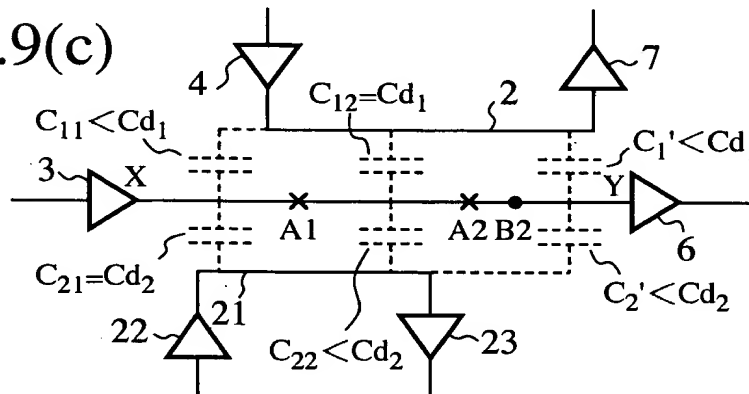 .9(c)
4
7
C₁₂=Cd₁
2
C₁₁<Cd₁
C₁'<Cd
3
X
Y
A1
A2
B2
6
C₂₁=Cd₂
C₂'<Cd₂
21
22
C₂₂<Cd₂
23